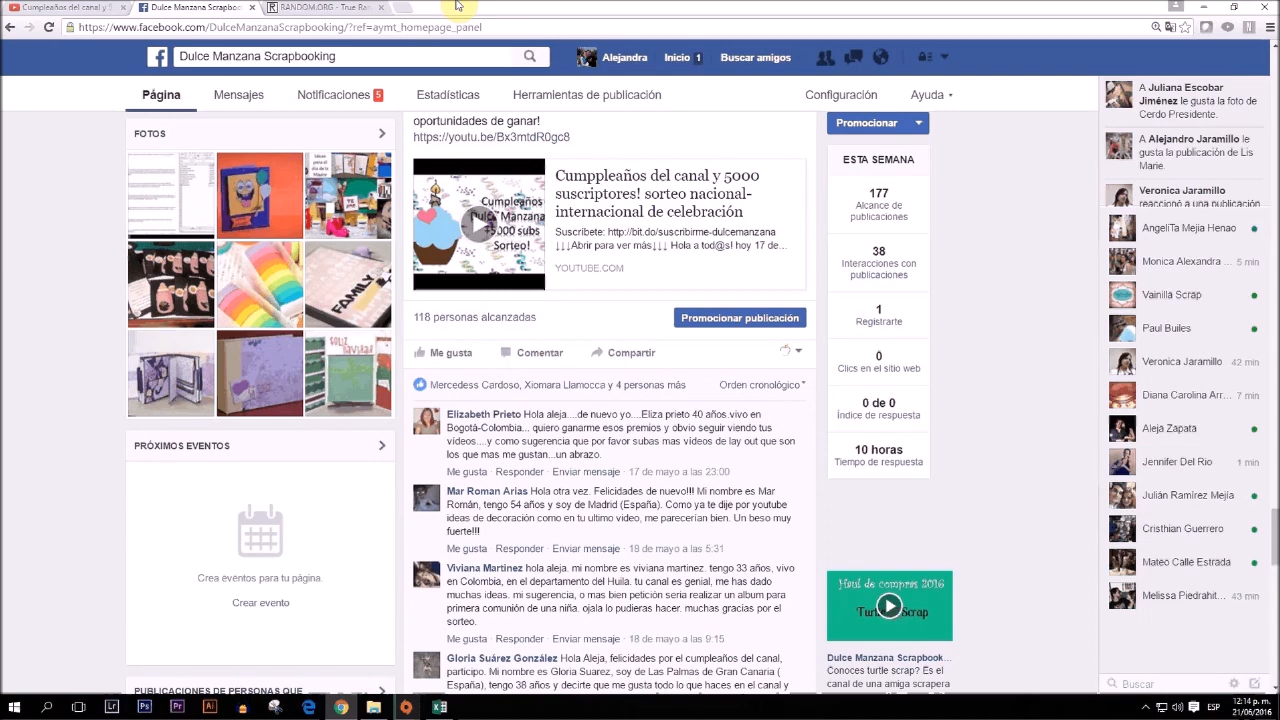 Cumpleaños del canal y 5
Dulce Manzana Scrapbo
RANDOM.ORG - True Ran
https://www.facebook.com/DulceManzanaScrapbooking/?ref=aymt_homepage_panel
Dulce Manzana Scrapbooking
Alejandra
Inicio 1
Buscar amigos
Página
Mensajes
Notificaciones 5
Estadísticas
Herramientas de publicación
Configuración
Ayuda
FOTOS
PRÓXIMOS EVENTOS
Crea eventos para tu página.
Crear evento
PUBLICACIONES DE PERSONAS QUE
oportunidades de ganar!
https://youtu.be/Bx3mtdR0gc8
Cumpleaños
Dulce Manzana
+5000 subs
Sorteo!
Cumppleaños del canal y 5000
suscriptores! sorteo nacional-
internacional de celebración
Suscríbete: http://bit.do/suscribirme-dulcemanzana
↓↓↓Abrir para ver más↓↓↓ Hola a tod@s! hoy 17 de...
YOUTUBE.COM
118 personas alcanzadas
Promocionar publicación
Me gusta
Comentar
Compartir
Mercedess Cardoso, Xiomara Llamocca y 4 personas más
Orden cronológico
Elizabeth Prieto Hola aleja....de nuevo yo....Eliza prieto 40 años.vivo en
Bogotá-Colombia... quiero ganarme esos premios y obvio seguir viendo tus
vídeos....y como sugerencia que por favor subas mas vídeos de lay out que son
los que mas me gustan...un abrazo.
Me gusta · Responder · Enviar mensaje · 17 de mayo a las 23:00
Mar Roman Arias Hola otra vez. Felicidades de nuevo!!! Mi nombre es Mar
Román, tengo 54 años y soy de Madrid (España). Como ya te dije por youtube
ideas de decoración como en tu ultimo video, me parecerían bien. Un beso muy
fuerte!!!
Me gusta · Responder · Enviar mensaje · 18 de mayo a las 5:31
Viviana Martinez hola aleja. mi nombre es viviana martinez. tengo 33 años, vivo
en Colombia, en el departamento del Huila. tu canal es genial, me has dado
muchas ideas. mi sugerencia, o mas bien petición seria realizar un album para
primera comunión de una niña. ojala lo pudieras hacer. muchas gracias por el
sorteo.
Me gusta · Responder · Enviar mensaje · 18 de mayo a las 9:15
Gloria Suárez González Hola Aleja, felicidades por el cumpleaños del canal,
participo. Mi nombre es Gloria Suarez, soy de Las Palmas de Gran Canaria (
España), tengo 38 años y decirte que me gusta todo lo que haces en el canal y
Promocionar
ESTA SEMANA
177
Alcance de
publicaciones
38
Interacciones con
publicaciones
1
Registrarte
0
Clics en el sitio web
0 de 0
Índice de respuesta
10 horas
Tiempo de respuesta
Haul de compras 2016
Turtle Scrap
Dulce Manzana Scrapbook...
Conoces turtle scrap? Es el
canal de una amiga scrapera
A Juliana Escobar
Jiménez le gusta la foto de
Cerdo Presidente.
A Alejandro Jaramillo le
gusta la publicación de Lis
Marie.
Veronica Jaramillo
reaccionó a una publicación
AngeliTa Mejia Henao
Monica Alexandra ... 5 min
Vainilla Scrap
Paul Builes
Veronica Jaramillo 42 min
Diana Carolina Arr... 7 min
Aleja Zapata
Jennifer Del Rio 1 min
Julián Ramírez Mejía
Cristhian Guerrero
Mateo Calle Estrada
Melissa Piedrahit... 43 min
Buscar
ESP
12:14 p. m.
21/06/2016